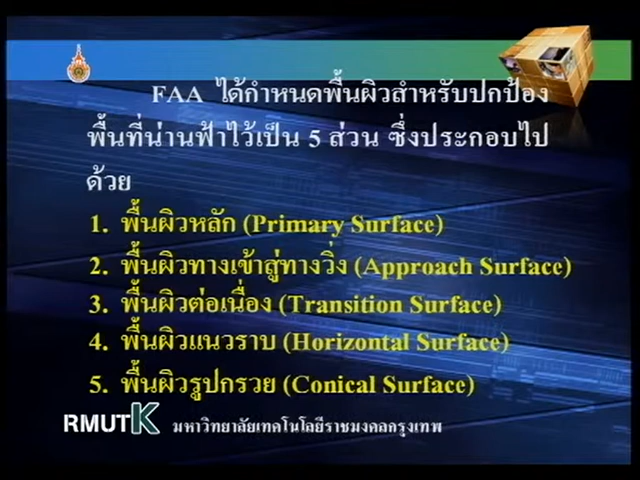 FAA ได้กำหนดพื้นผิวสำหรับปกป้อง
พื้นที่น่านฟ้าไว้เป็น 5 ส่วน ซึ่งประกอบไป
ด้วย
1. พื้นผิวหลัก (Primary Surface)
2. พื้นผิวทางเข้าสู่ทางวิ่ง (Approach Surface)
3. พื้นผิวต่อเนื่อง (Transition Surface)
4. พื้นผิวแนวราบ (Horizontal Surface)
5. พื้นผิวรูปกรวย (Conical Surface)
RMUTK มหาวิทยาลัยเทคโนโลยีราชมงคลกรุงเทพ